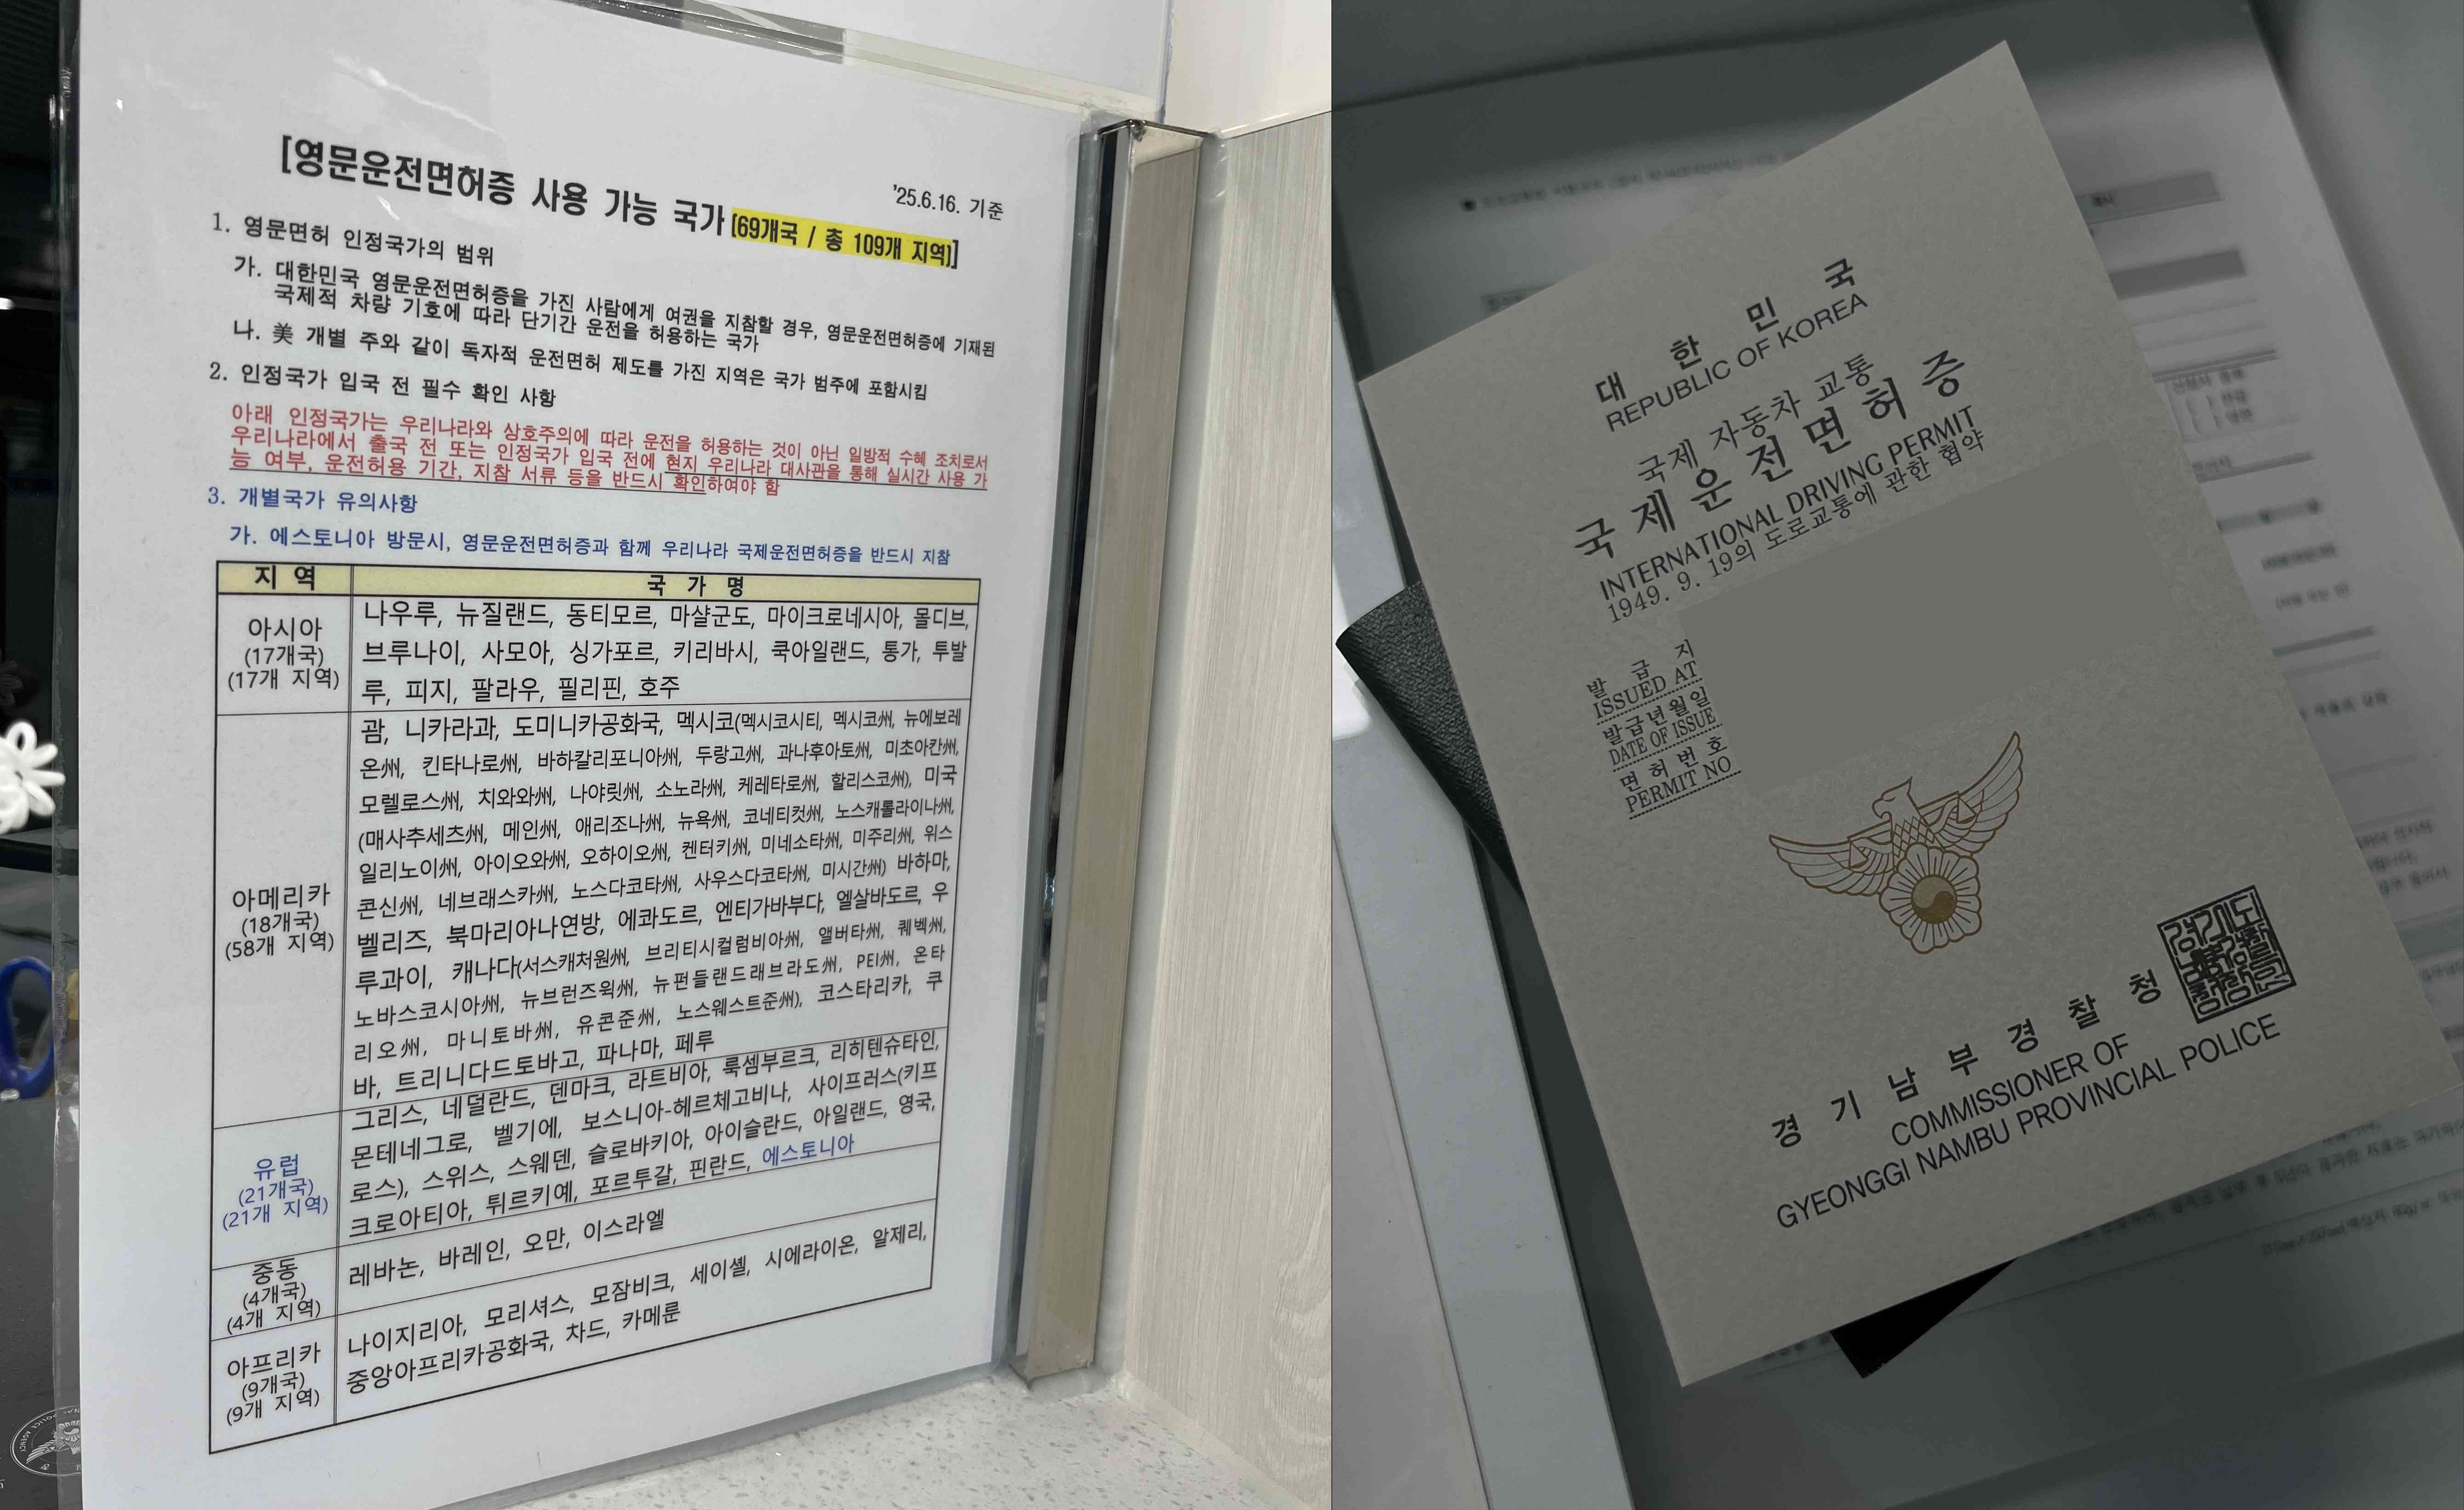 [영문운전면허증 사용 가능 국가(69개국 / 총 109개 지역)]
'25.6.16. 기준
1. 영문면허 인정국가의 범위
가. 대한민국 영문운전면허증을 가진 사람에게 여권을 지참할 경우, 영문운전면허증에 기재된
국제적 차량 기호에 따라 단기간 운전을 허용하는 국가
나. 美 개별 주와 같이 독자적 운전면허 제도를 가진 지역은 국가 범주에 포함시킴
2. 인정국가 입국 전 필수 확인 사항
아래 인정국가는 우리나라와 상호주의에 따라 운전을 허용하는 것이 아닌 일방적 수혜 조치로서
우리나라에서 출국 전 또는 인정국가 입국 전에 현지 우리나라 대사관을 통해 실시간 사용 가
능 여부, 운전허용 기간, 지참 서류 등을 반드시 확인하여야 함
3. 개별국가 유의사항
가. 에스토니아 방문시, 영문운전면허증과 함께 우리나라 국제운전면허증을 반드시 지참
지 역 국 가 명
아시아
(17개국)
(17개 지역)
나우루, 뉴질랜드, 동티모르, 마샬군도, 마이크로네시아, 몰디브,
브루나이, 사모아, 싱가포르, 키리바시, 쿡아일랜드, 통가, 투발
루, 피지, 팔라우, 필리핀, 호주
아메리카
(18개국)
(58개 지역)
괌, 니카라과, 도미니카공화국, 멕시코(멕시코시티, 멕시코州, 뉴에보레
온州, 킨타나로州, 바하칼리포니아州, 두랑고州, 과나후아토州, 미초아칸州,
모렐로스州, 치와와州, 나야릿州, 소노라州, 케레타로州, 할리스코州), 미국
(매사추세츠州, 메인州, 애리조나州, 뉴욕州, 코네티컷州, 노스캐롤라이나州,
일리노이州, 아이오와州, 오하이오州, 켄터키州, 미네소타州, 미주리州, 위스
콘신州, 네브래스카州, 노스다코타州, 사우스다코타州, 미시간州) 바하마,
벨리즈, 북마리아나연방, 에콰도르, 엔티가바부다, 엘살바도르, 우
루과이, 캐나다(서스캐처원州, 브리티시컬럼비아州, 앨버타州, 퀘벡州,
노바스코시아州, 뉴브런즈윅州, 뉴펀들랜드래브라도州, PEI州, 온타
리오州, 마니토바州, 유콘준州, 노스웨스트준州), 코스타리카, 쿠
바, 트리니다드토바고, 파나마, 페루
유럽
(21개국)
(21개 지역)
그리스, 네덜란드, 덴마크, 라트비아, 룩셈부르크, 리히텐슈타인,
몬테네그로, 벨기에, 보스니아-헤르체고비나, 사이프러스(키프
로스), 스위스, 스웨덴, 슬로바키아, 아이슬란드, 아일랜드, 영국,
크로아티아, 튀르키예, 포르투갈, 핀란드, 에스토니아
중동
(4개국)
(4개 지역)
레바논, 바레인, 오만, 이스라엘
아프리카
(9개국)
(9개 지역)
나이지리아, 모리셔스, 모잠비크, 세이셸, 시에라이온, 알제리,
중앙아프리카공화국, 차드, 카메룬
대 한 민 국
REPUBLIC OF KOREA
국제 자동차 교통
국제운전면허증
INTERNATIONAL DRIVING PERMIT
1949. 9. 19의 도로교통에 관한 협약
발 급 지
ISSUED AT
발급년월일
DATE OF ISSUE
면 허 번 호
PERMIT NO
경 기 남 부 경 찰 청
COMMISSIONER OF
GYEONGGI NAMBU PROVINCIAL POLICE